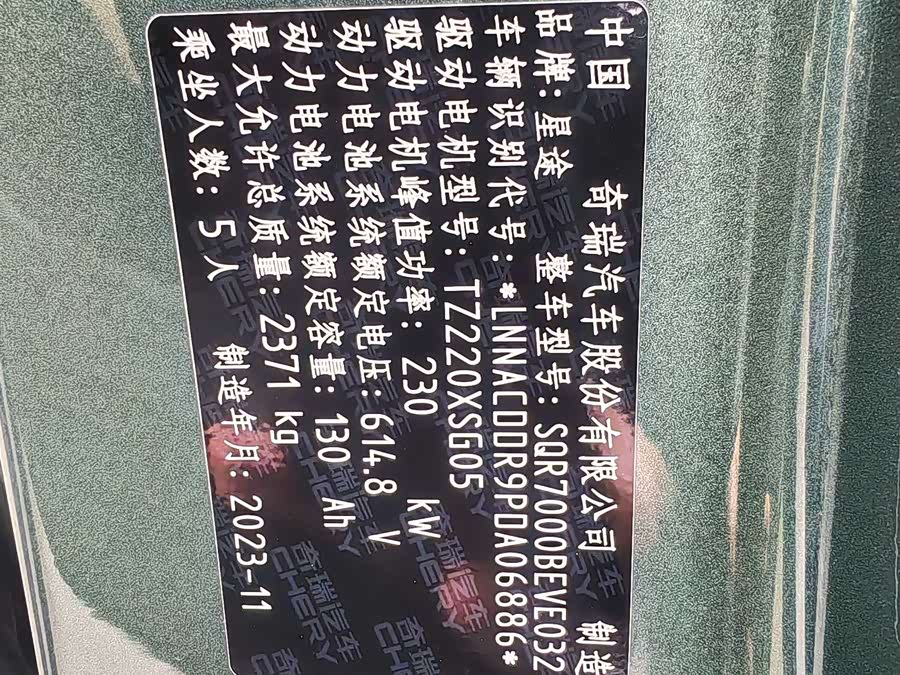 中国 奇瑞汽车股份有限公司 制造
品牌: 星途 整车型号: SQR7000BEVE032
车辆识别代号: *LNNACDDR9PDA06886*
驱动电机型号: TZ220XSG05
驱动电机峰值功率: 230 kW
动力电池系统额定电压: 614.8 V
动力电池系统额定容量: 130 Ah
最大允许总质量: 2371 kg
乘坐人数: 5人 制造年月: 2023-11